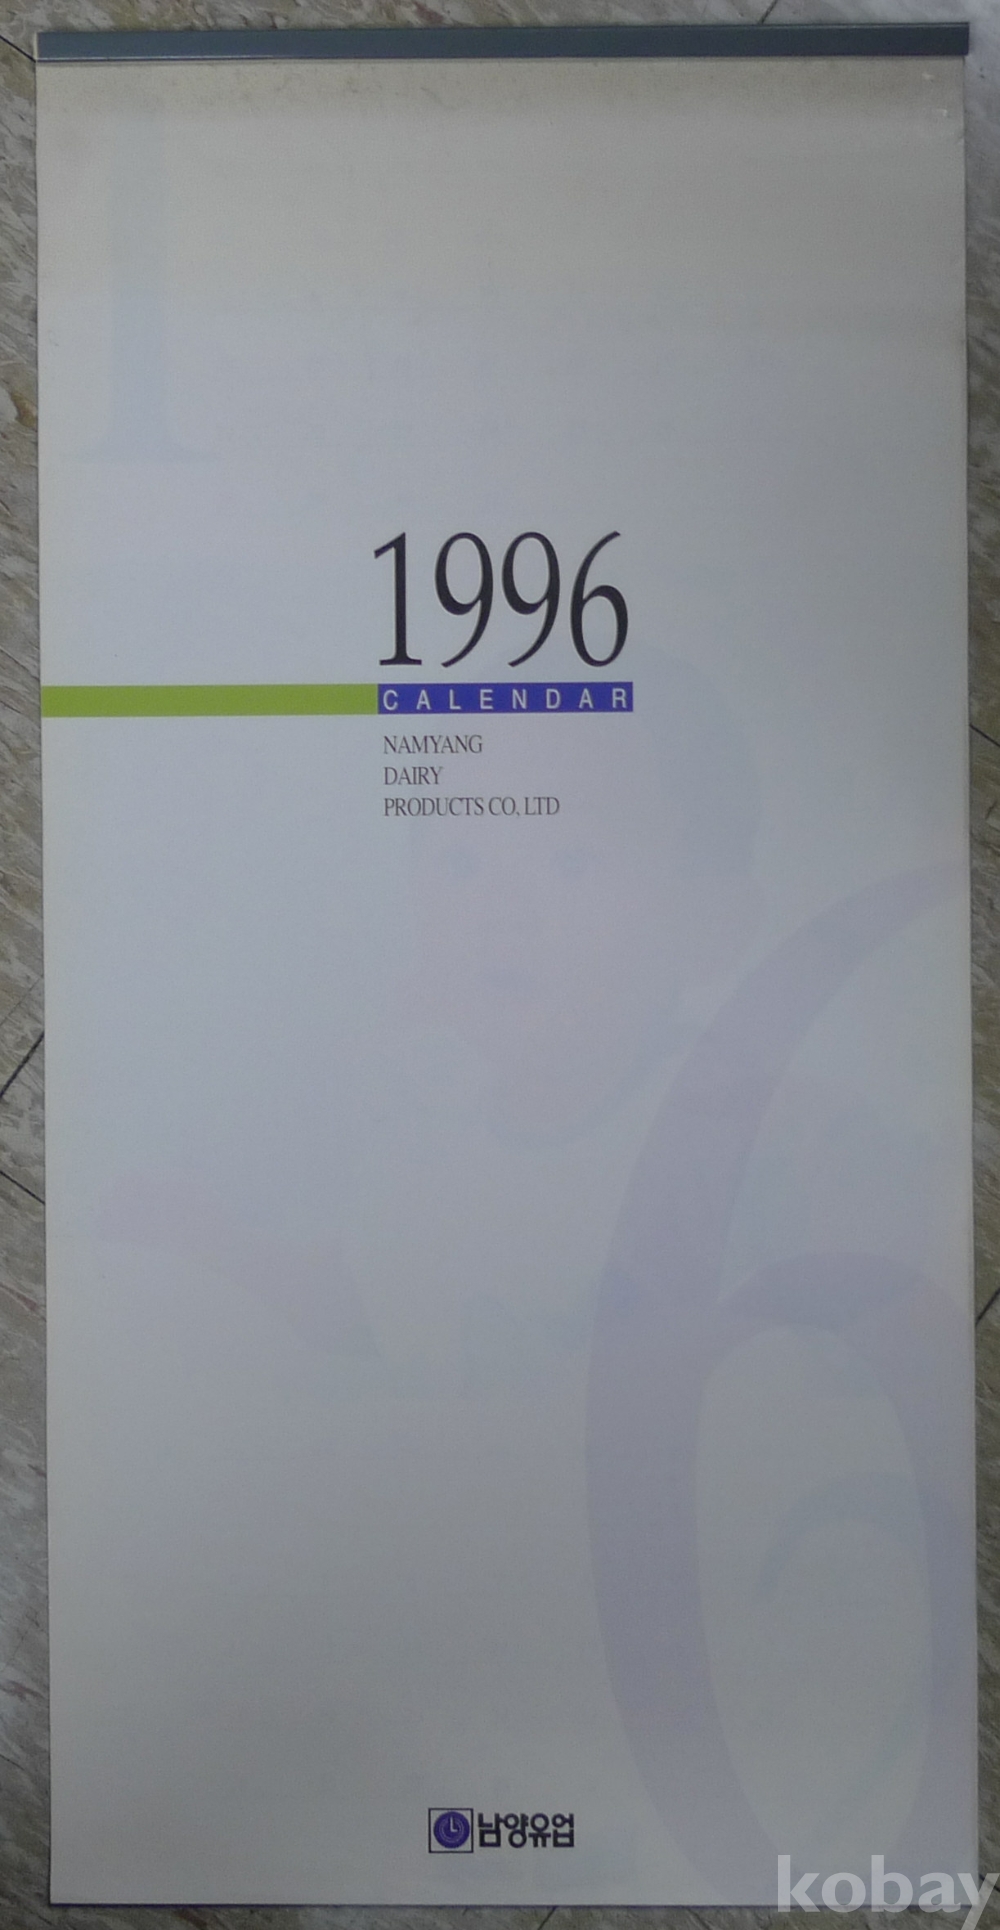 1996
CALENDAR
NAMYANG
DAIRY
PRODUCTS CO, LTD
남양유업
kobay